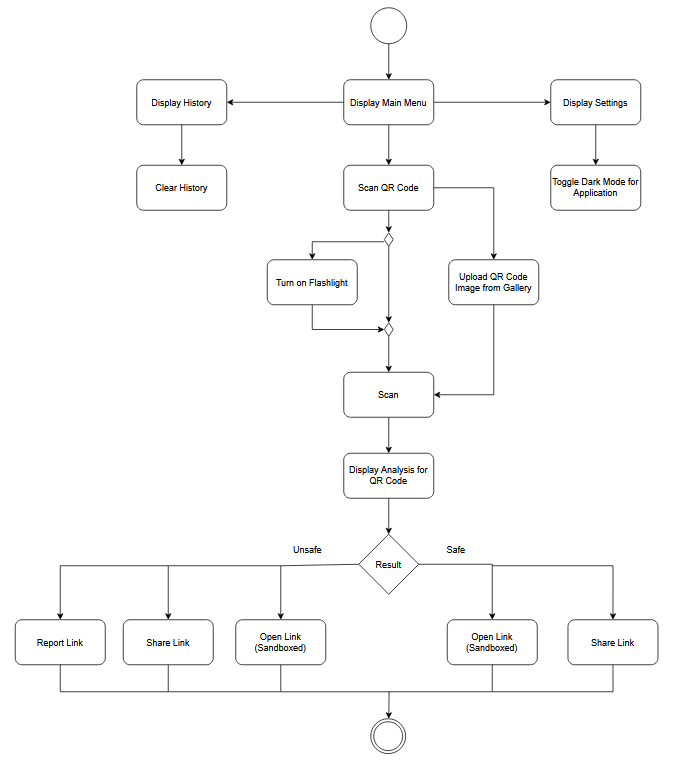 Display History
Display Main Menu
Display Settings
Clear History
Scan QR Code
Toggle Dark Mode for
Application
Turn on Flashlight
Upload QR Code
Image from Gallery
Scan
Display Analysis for
QR Code
Unsafe
Safe
Result
Report Link
Share Link
Open Link
(Sandboxed)
Open Link
(Sandboxed)
Share Link